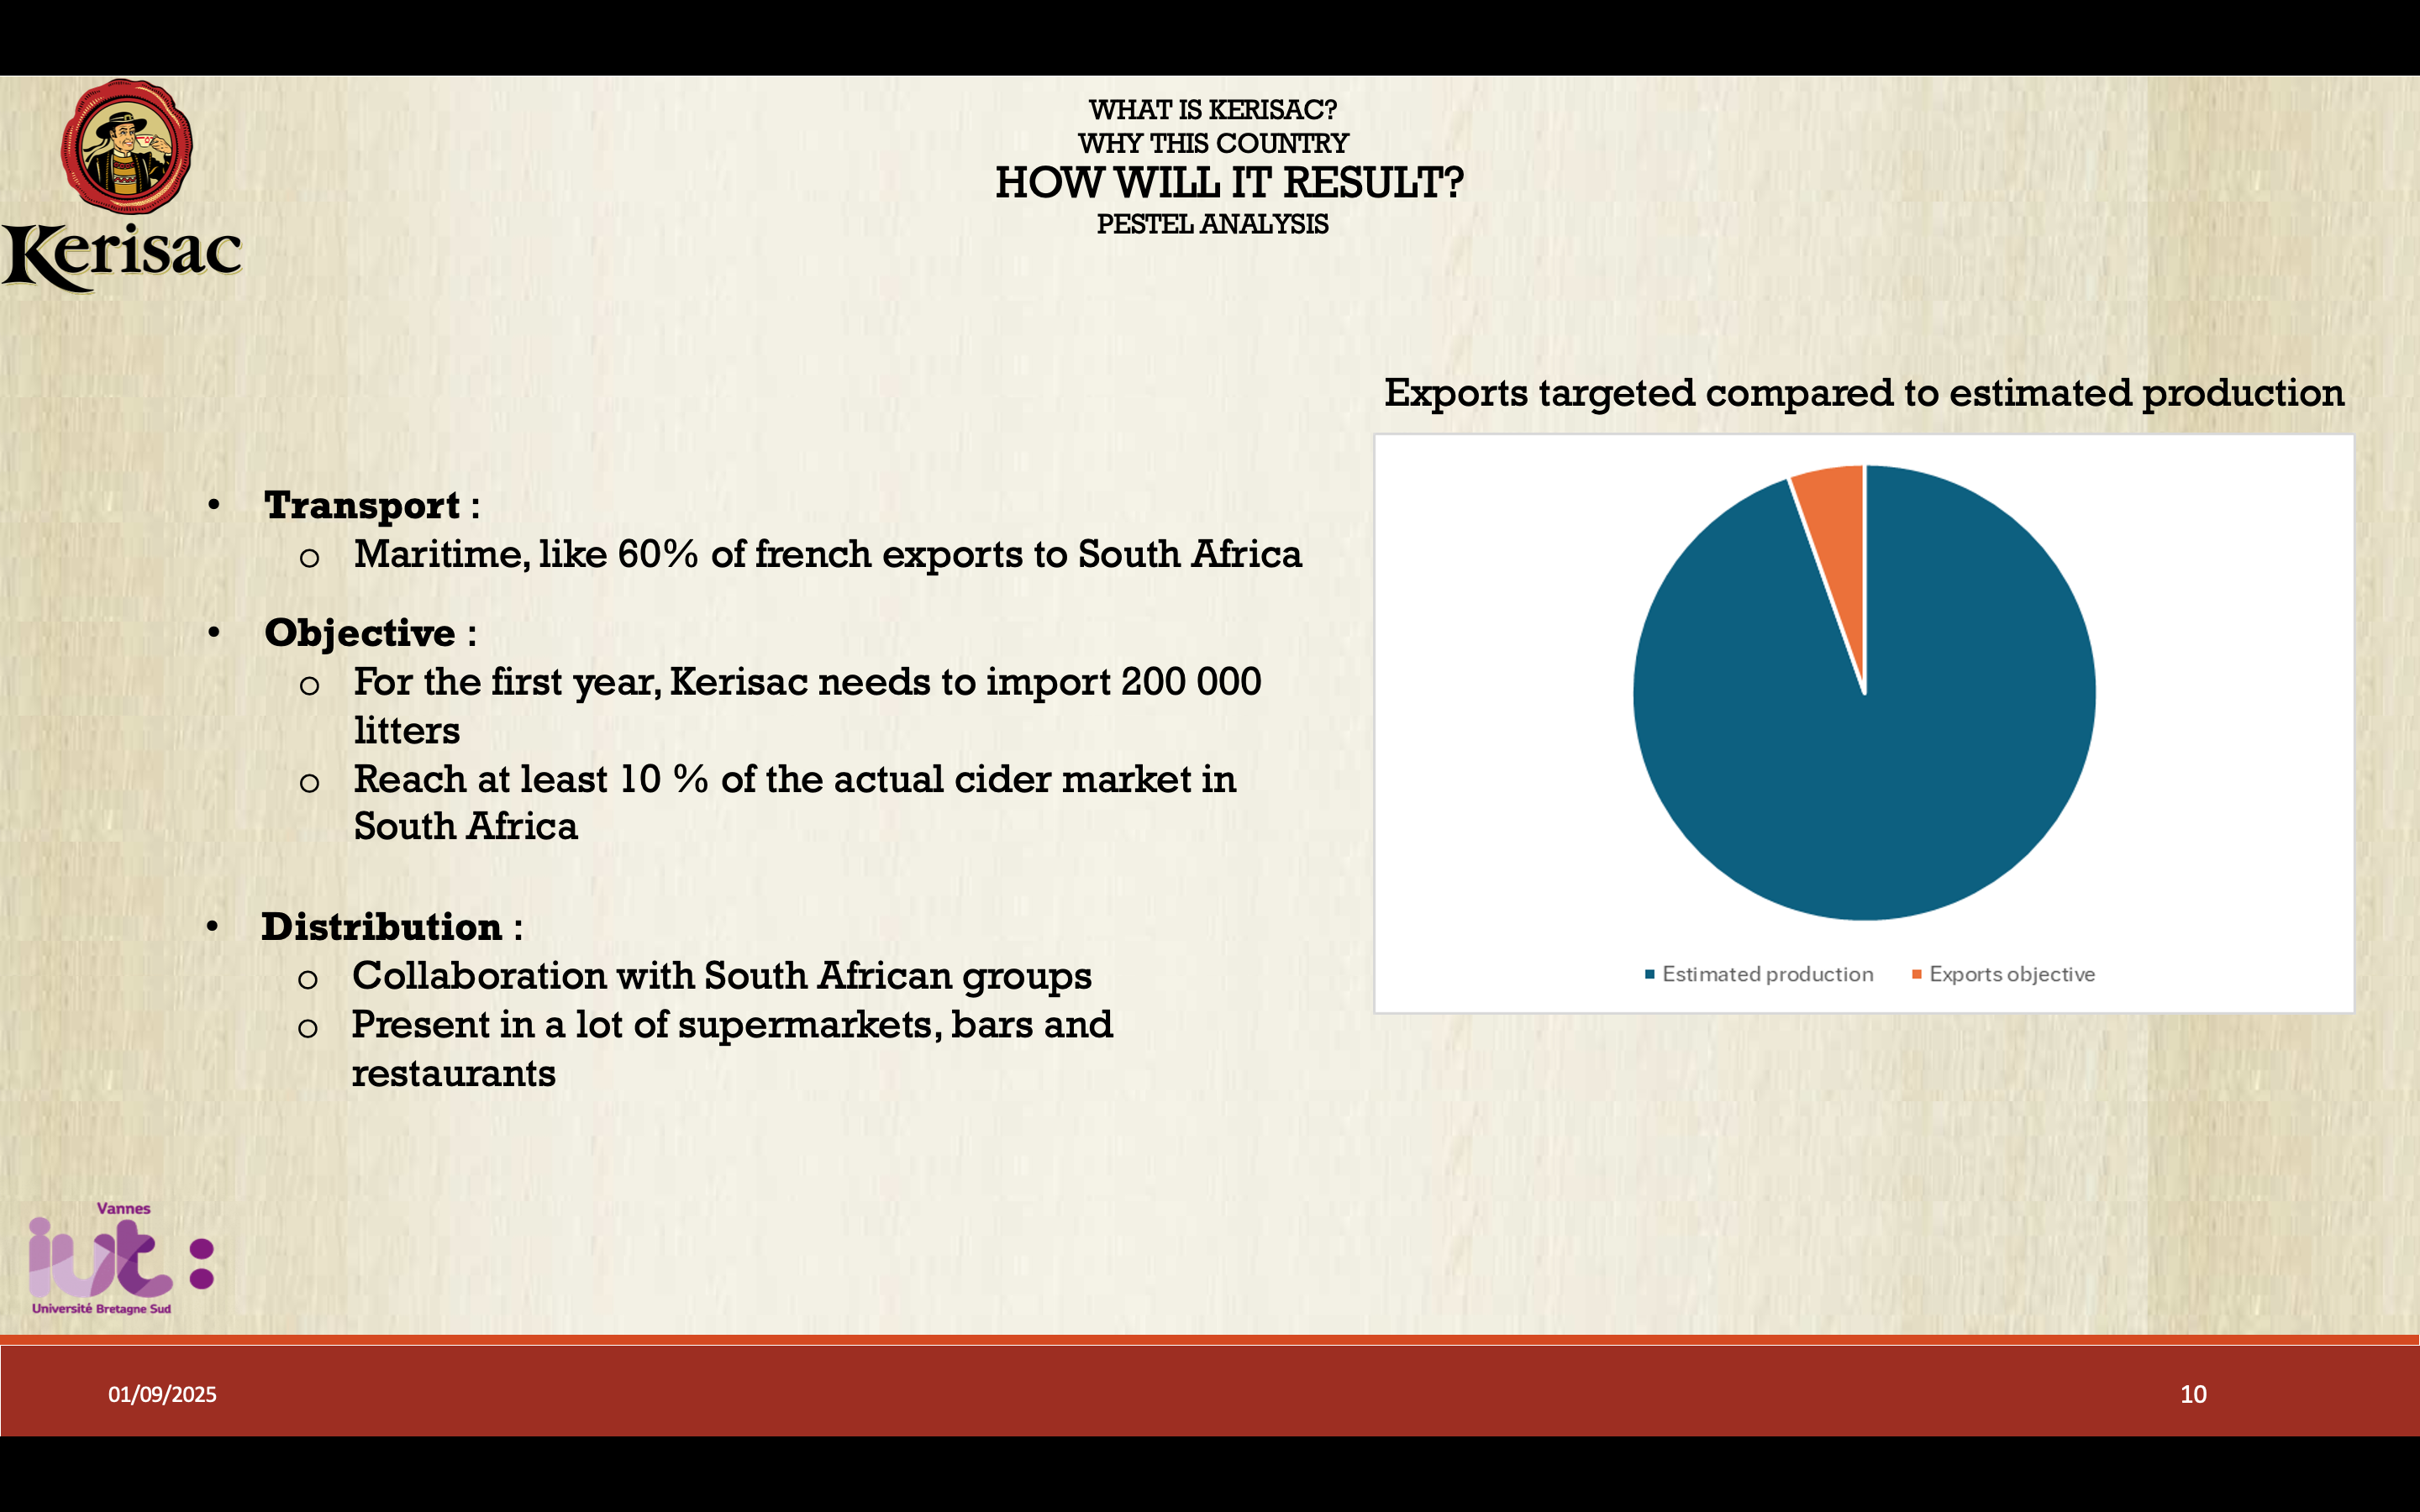 Kerisac
WHAT IS KERISAC?
WHY THIS COUNTRY
HOW WILL IT RESULT?
PESTEL ANALYSIS
• Transport :
o Maritime, like 60% of french exports to South Africa
• Objective :
o For the first year, Kerisac needs to import 200 000
litters
o Reach at least 10 % of the actual cider market in
South Africa
• Distribution :
o Collaboration with South African groups
o Present in a lot of supermarkets, bars and
restaurants
Exports targeted compared to estimated production
Estimated production Exports objective
Vannes
iut:
Université Bretagne Sud
01/09/2025
10